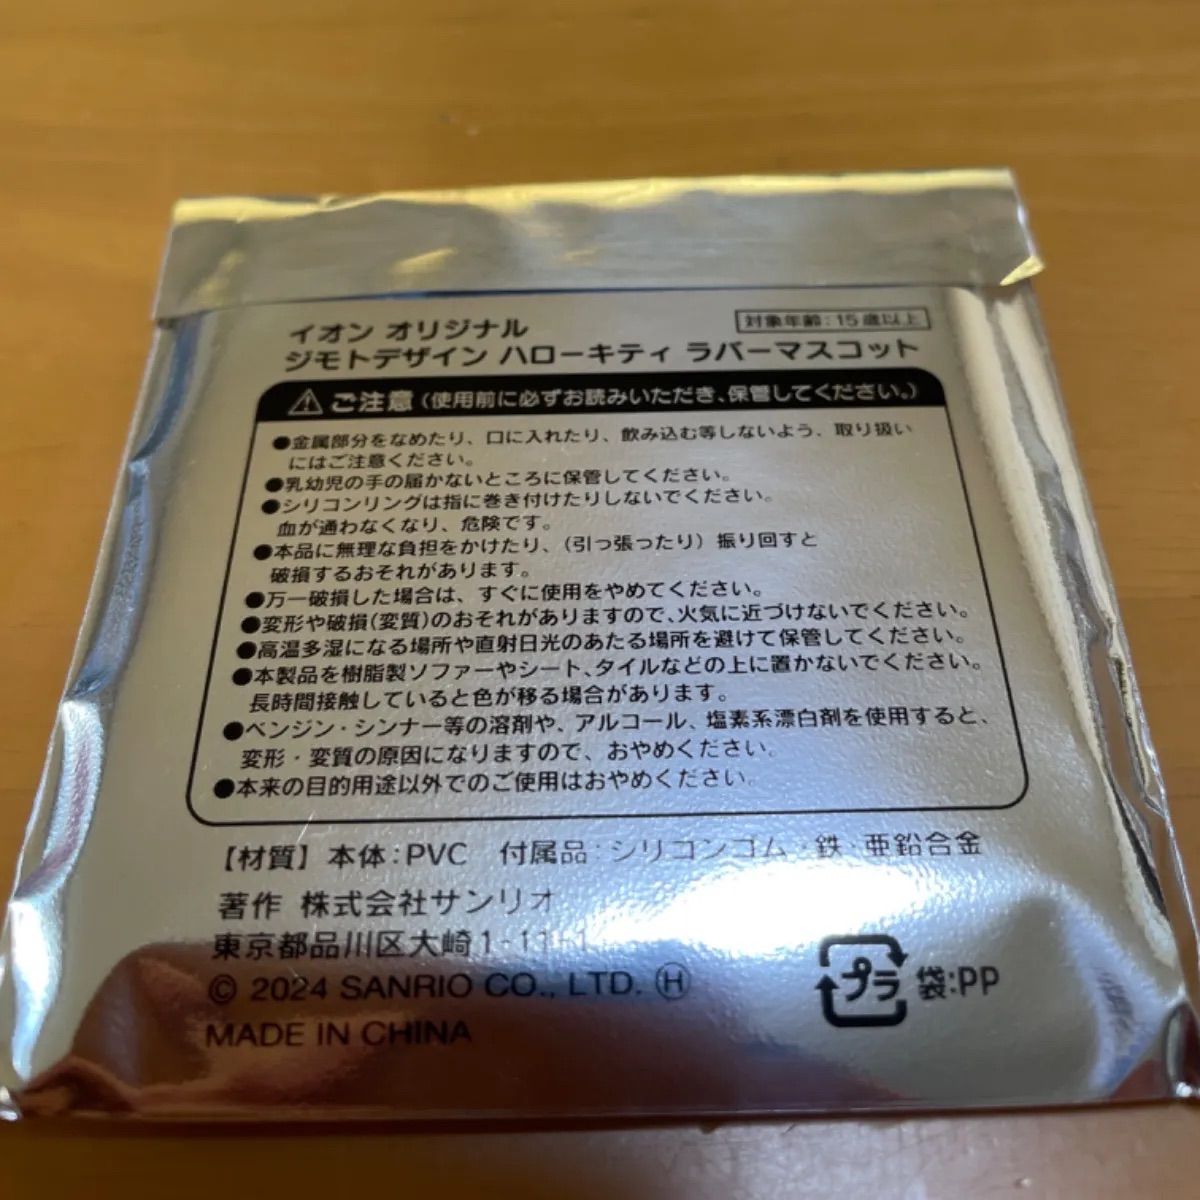 イオン オリジナル
対象年齢：15歳以上
ジモトデザイン ハローキティ ラバーマスコット
ご注意（使用前に必ずお読みいただき、保管してください。）
●金属部分をなめたり、口に入れたり、飲み込む等しないよう、取り扱い
にはご注意ください。
●乳幼児の手の届かないところに保管してください。
●シリコンリングは指に巻き付けたりしないでください。
血が通わなくなり、危険です。
●本品に無理な負担をかけたり、（引っ張ったり）振り回すと
破損するおそれがあります。
●万一破損した場合は、すぐに使用をやめてください。
●変形や破損（変質）のおそれがありますので、火気に近づけないでください。
●高温多湿になる場所や直射日光のあたる場所を避けて保管してください。
●本製品を樹脂製ソファーやシート、タイルなどの上に置かないでください。
長時間接触していると色が移る場合があります。
●ベンジン・シンナー等の溶剤や、アルコール、塩素系漂白剤を使用すると、
変形・変質の原因になりますので、おやめください。
●本来の目的用途以外でのご使用はおやめください。
【材質】本体：PVC 付属品：シリコンゴム・鉄・亜鉛合金
著作 株式会社サンリオ
東京都品川区大崎1-11-1
© 2024 SANRIO CO., LTD. Ⓗ
MADE IN CHINA
プラ 袋：PP